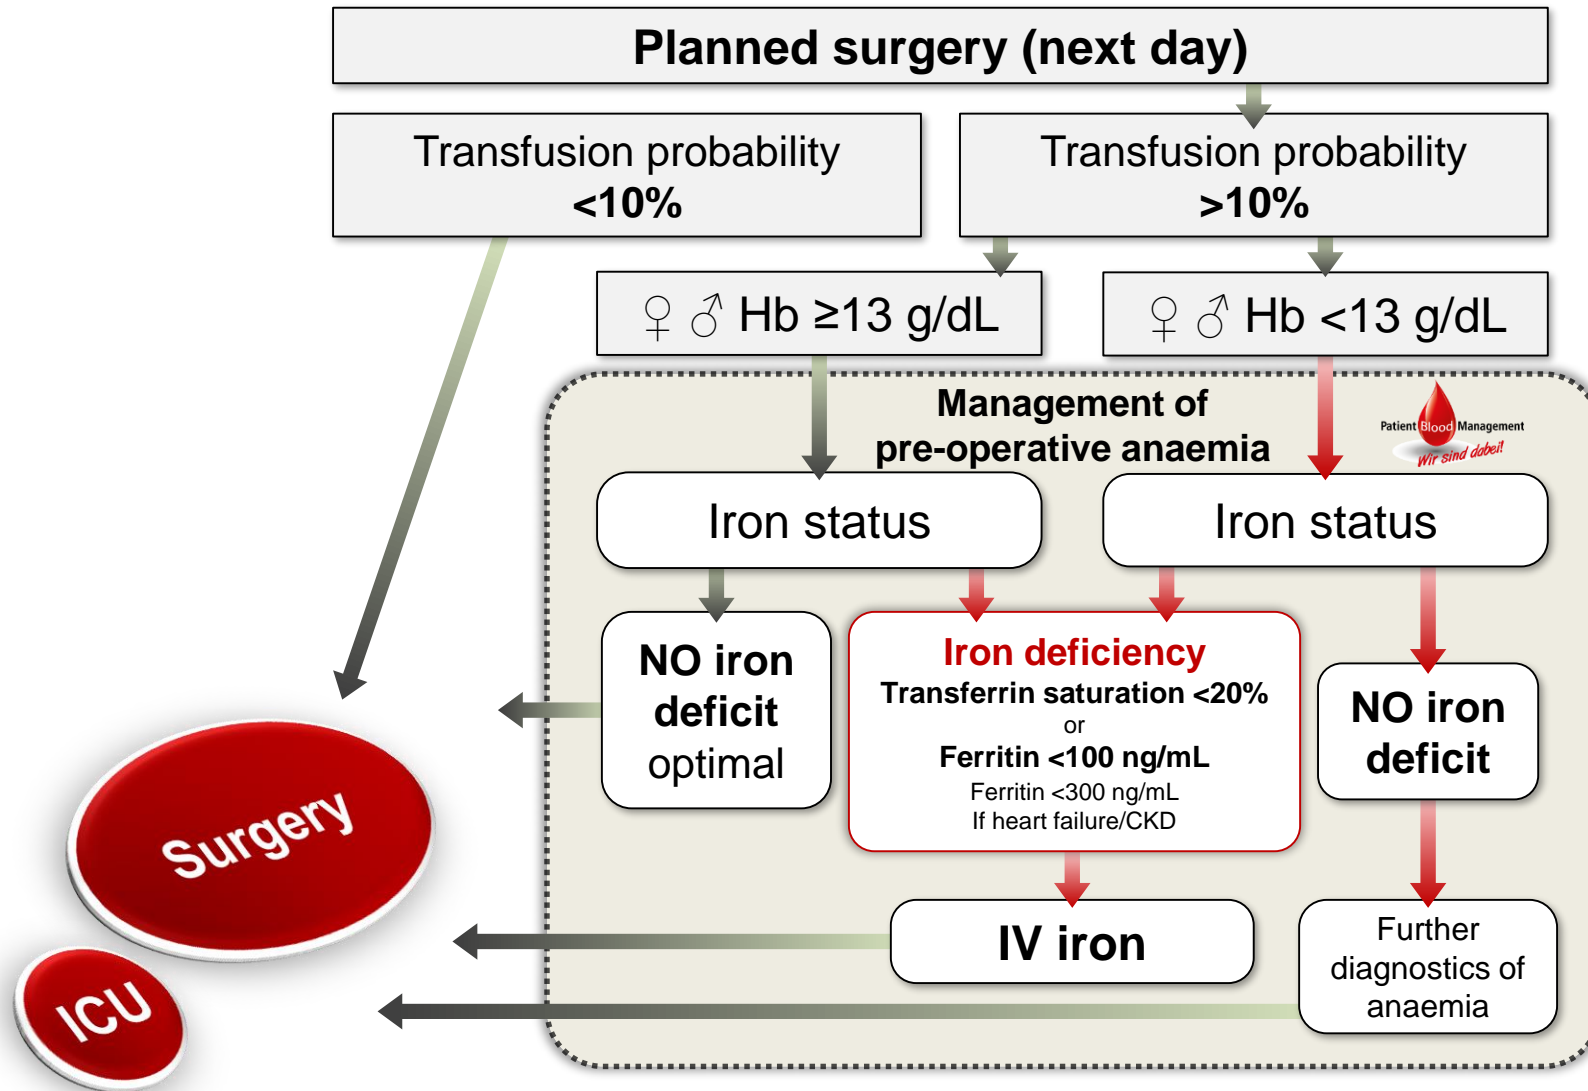 Planned surgery (next day)
Transfusion probability
<10%
Transfusion probability
>10%
♀ ♂ Hb ≥13 g/dL
♀ ♂ Hb <13 g/dL
Management of
pre-operative anaemia
Patient Blood Management
Wir sind dabei!
Iron status
Iron status
NO iron
deficit
optimal
Iron deficiency
Transferrin saturation <20%
or
Ferritin <100 ng/mL
Ferritin <300 ng/mL
If heart failure/CKD
NO iron
deficit
IV iron
Further
diagnostics of
anaemia
Surgery
ICU